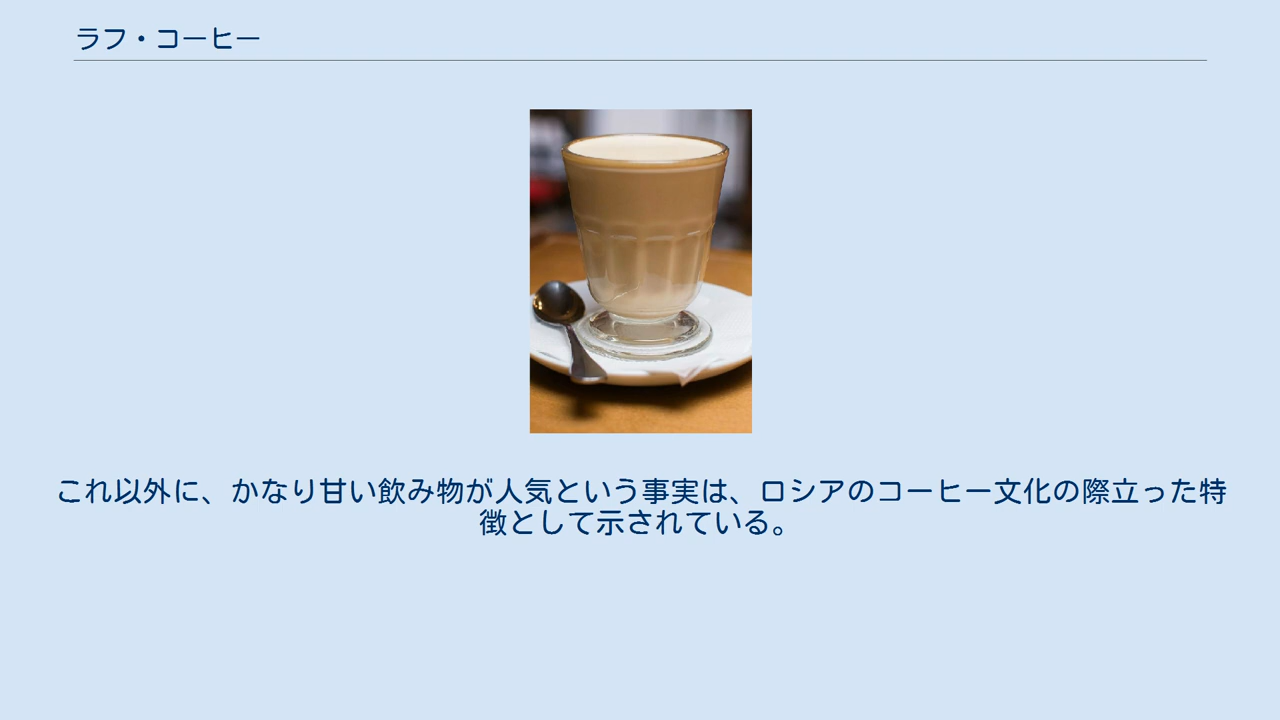 ラフ・コーヒー
これ以外に、かなり甘い飲み物が人気という事実は、ロシアのコーヒー文化の際立った特
徴として示されている。